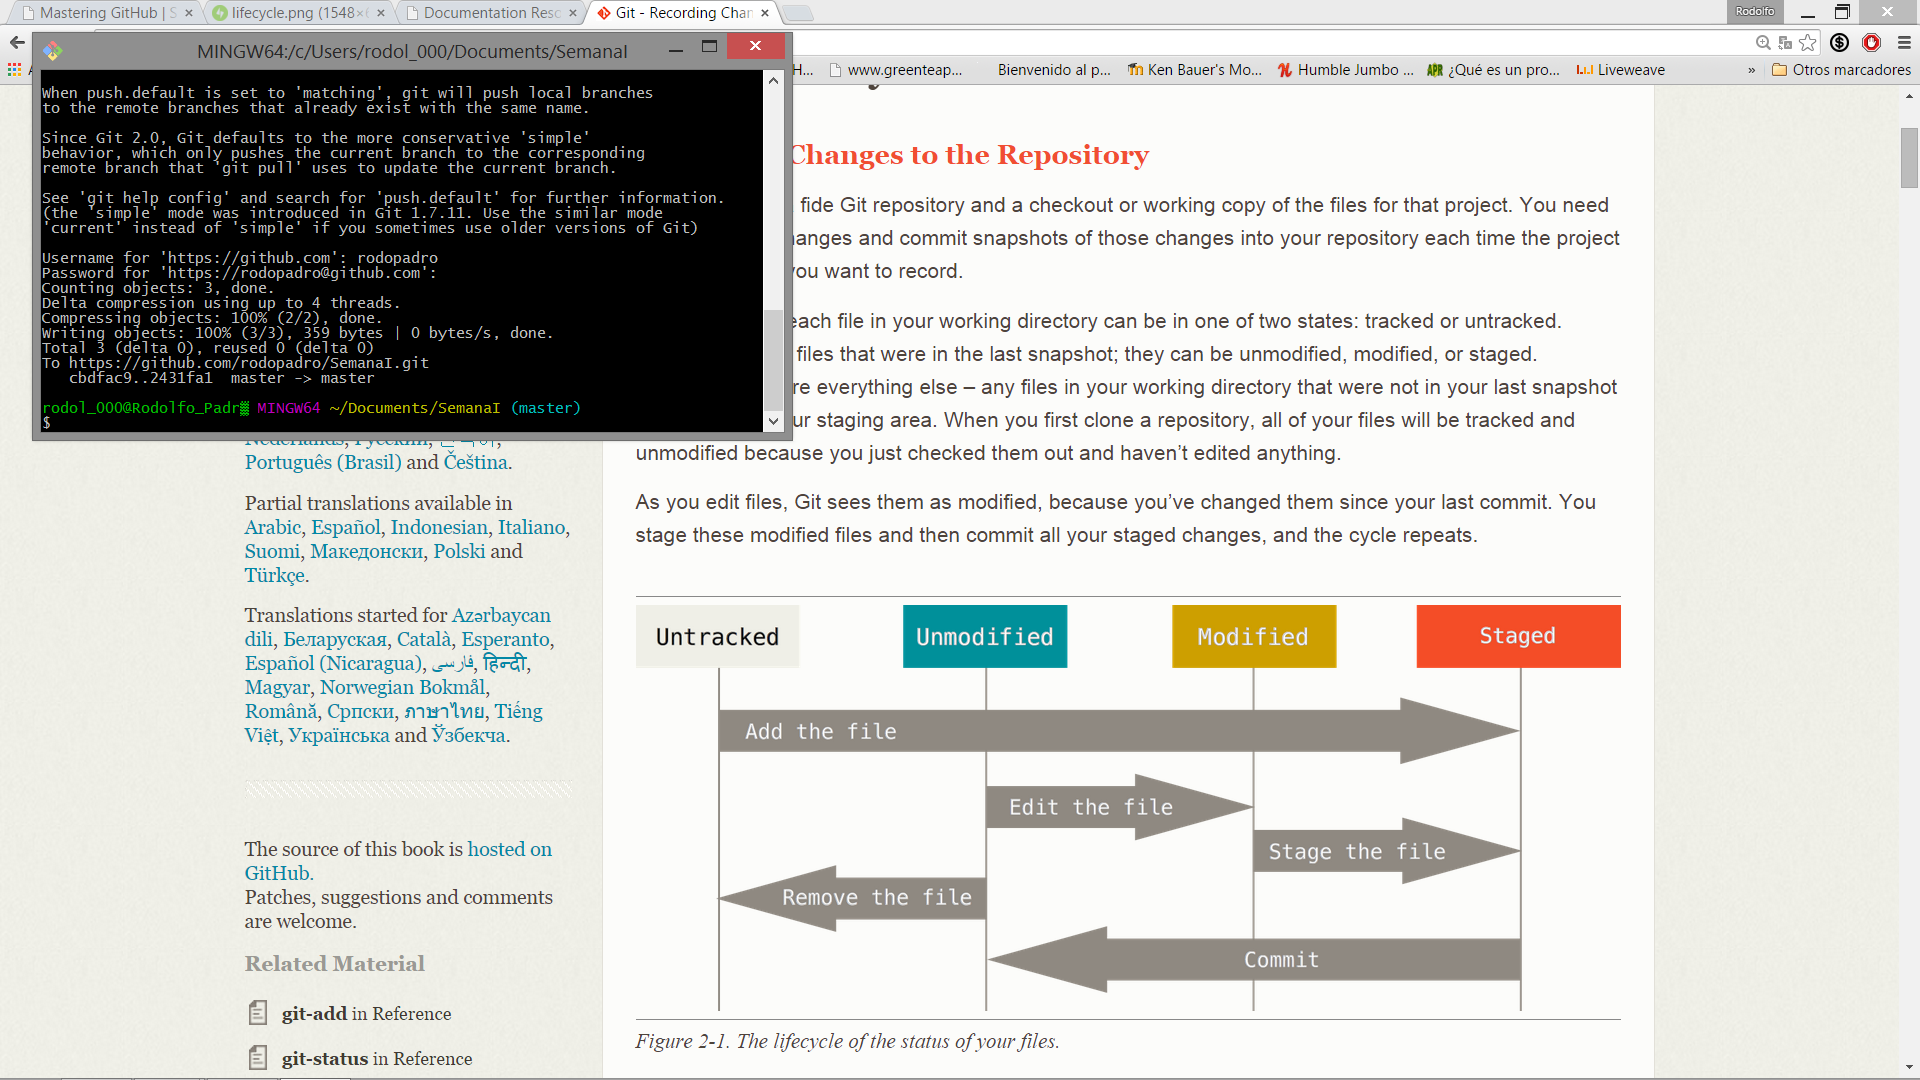 Mastering GitHub | S
lifecycle.png (1548×
Documentation Reso
Git - Recording Chan
Rodolfo
MINGW64:/c/Users/rodol_000/Documents/SemanaI
H...
www.greenteap...
Bienvenido al p...
Ken Bauer's Mo...
Humble Jumbo ...
APR ¿Qué es un pro...
Liveweave
»
Otros marcadores
When push.default is set to 'matching', git will push local branches
to the remote branches that already exist with the same name.
Since Git 2.0, Git defaults to the more conservative 'simple'
behavior, which only pushes the current branch to the corresponding
remote branch that 'git pull' uses to update the current branch.
See 'git help config' and search for 'push.default' for further information.
(the 'simple' mode was introduced in Git 1.7.11. Use the similar mode
'current' instead of 'simple' if you sometimes use older versions of Git)
Username for 'https://github.com': rodopadro
Password for 'https://rodopadro@github.com':
Counting objects: 3, done.
Delta compression using up to 4 threads.
Compressing objects: 100% (2/2), done.
Writing objects: 100% (3/3), 359 bytes | 0 bytes/s, done.
Total 3 (delta 0), reused 0 (delta 0)
To https://github.com/rodopadro/SemanaI.git
cbdfac9..2431fa1 master -> master
rodol_000@Rodolfo_Padr▒ MINGW64 ~/Documents/SemanaI (master)
$
Nederlands, Русский,
Português (Brasil) and Čeština.
Partial translations available in
Arabic, Español, Indonesian, Italiano,
Suomi, Македонски, Polski and
Türkçe.
Translations started for Azərbaycan
dili, Беларуская, Català, Esperanto,
Español (Nicaragua), فارسی, हिन्दी,
Magyar, Norwegian Bokmål,
Română, Српски, ภาษาไทย, Tiếng
Việt, Українська and Ўзбекча.
The source of this book is hosted on
GitHub.
Patches, suggestions and comments
are welcome.
Related Material
git-add in Reference
git-status in Reference
Changes to the Repository
fide Git repository and a checkout or working copy of the files for that project. You need
anges and commit snapshots of those changes into your repository each time the project
you want to record.
each file in your working directory can be in one of two states: tracked or untracked.
files that were in the last snapshot; they can be unmodified, modified, or staged.
re everything else – any files in your working directory that were not in your last snapshot
ur staging area. When you first clone a repository, all of your files will be tracked and
unmodified because you just checked them out and haven’t edited anything.
As you edit files, Git sees them as modified, because you’ve changed them since your last commit. You
stage these modified files and then commit all your staged changes, and the cycle repeats.
Untracked
Unmodified
Modified
Staged
Add the file
Edit the file
Stage the file
Remove the file
Commit
Figure 2-1. The lifecycle of the status of your files.